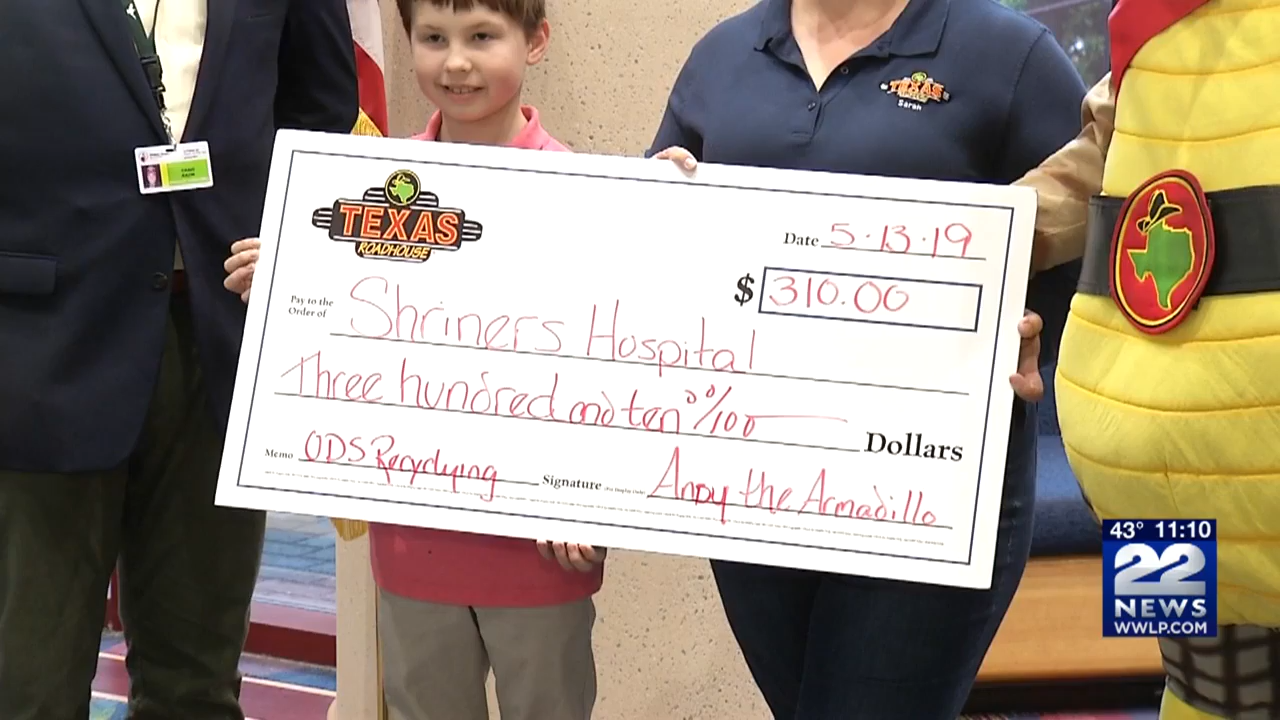 TEXAS
Sarah
TEXAS
ROADHOUSE
Date 5.13.19
$ 310.00
Pay to the
Order of
Shriners Hospital
Three hundred and ten 00/100
Dollars
Memo ODS Recyclying
Signature
Andy the Armadillo
43° 11:10
22
NEWS
WWLP.COM